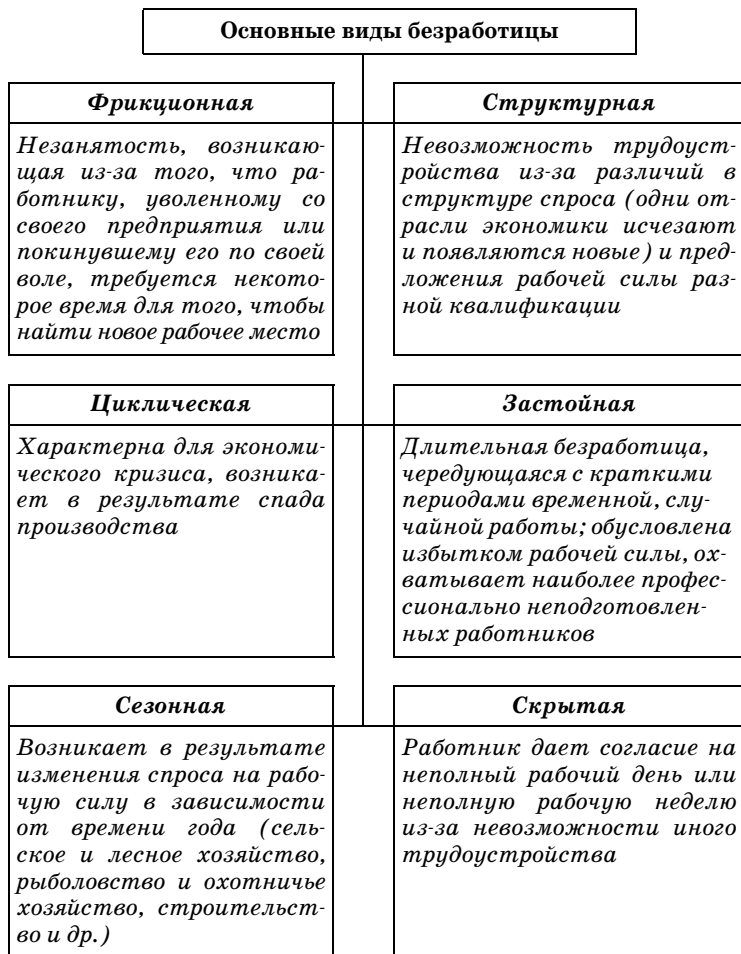 Основные виды безработицы
Фрикционная
Незанятость, возникаю-
щая из-за того, что ра-
ботнику, уволенному со
своего предприятия или
покинувшему его по своей
воле, требуется некото-
рое время для того, чтобы
найти новое рабочее место
Структурная
Невозможность трудоуст-
ройства из-за различий в
структуре спроса (одни от-
расли экономики исчезают
и появляются новые) и пред-
ложения рабочей силы раз-
ной квалификации
Циклическая
Характерна для экономи-
ческого кризиса, возника-
ет в результате спада
производства
Застойная
Длительная безработица,
чередующаяся с краткими
периодами временной, слу-
чайной работы; обусловлена
избытком рабочей силы, ох-
ватывает наиболее профес-
сионально неподготовлен-
ных работников
Сезонная
Возникает в результате
изменения спроса на рабо-
чую силу в зависимости
от времени года (сель-
ское и лесное хозяйство,
рыболовство и охотничье
хозяйство, строительст-
во и др.)
Скрытая
Работник дает согласие на
неполный рабочий день или
неполную рабочую неделю
из-за невозможности иного
трудоустройства